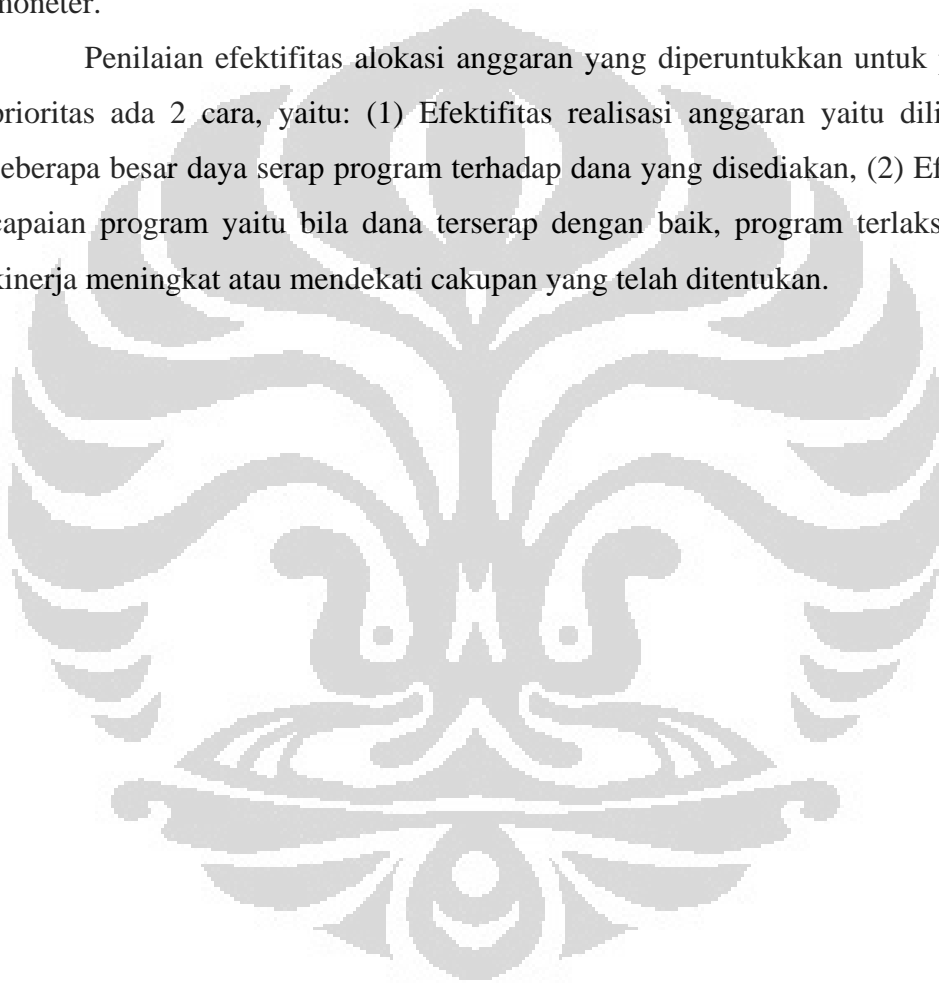 moneter.
Penilaian efektifitas alokasi anggaran yang diperuntukkan untuk
prioritas ada 2 cara, yaitu: (1) Efektifitas realisasi anggaran yaitu dili
seberapa besar daya serap program terhadap dana yang disediakan, (2) Ef
capaian program yaitu bila dana terserap dengan baik, program terlaks
kinerja meningkat atau mendekati cakupan yang telah ditentukan.